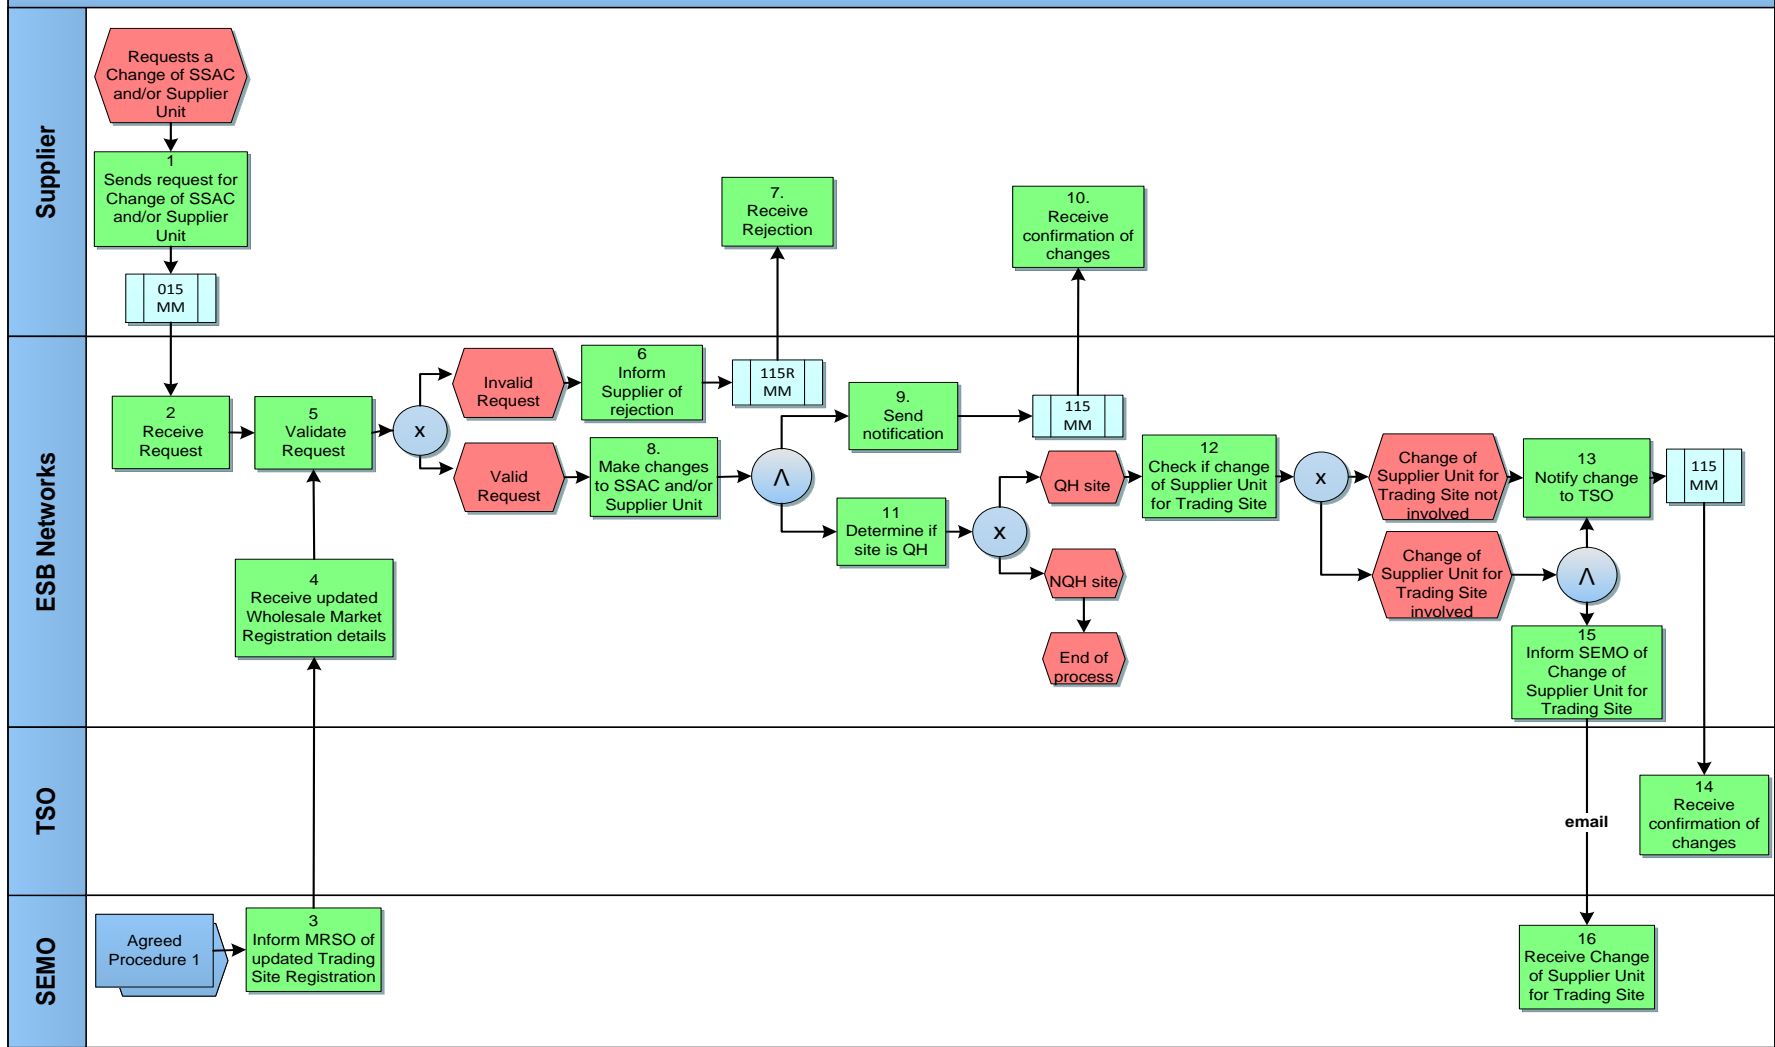 Supplier
Requests a
Change of SSAC
and/or Supplier
Unit
1
Sends request for
Change of SSAC
and/or Supplier
Unit
015
MM
7.
Receive
Rejection
10.
Receive
confirmation of
changes
ESB Networks
2
Receive
Request
5
Validate
Request
x
Invalid
Request
6
Inform
Supplier of
rejection
115R
MM
Valid
Request
8.
Make changes
to SSAC and/or
Supplier Unit
Λ
9.
Send
notification
115
MM
11
Determine if
site is QH
x
QH site
NQH site
End of
process
12
Check if change
of Supplier Unit
for Trading Site
x
Change of
Supplier Unit for
Trading Site not
involved
Change of
Supplier Unit for
Trading Site
involved
13
Notify change
to TSO
115
MM
Λ
15
Inform SEMO of
Change of
Supplier Unit for
Trading Site
4
Receive updated
Wholesale Market
Registration details
TSO
email
14
Receive
confirmation of
changes
SEMO
Agreed
Procedure 1
3
Inform MRSO of
updated Trading
Site Registration
16
Receive Change
of Supplier Unit
for Trading Site